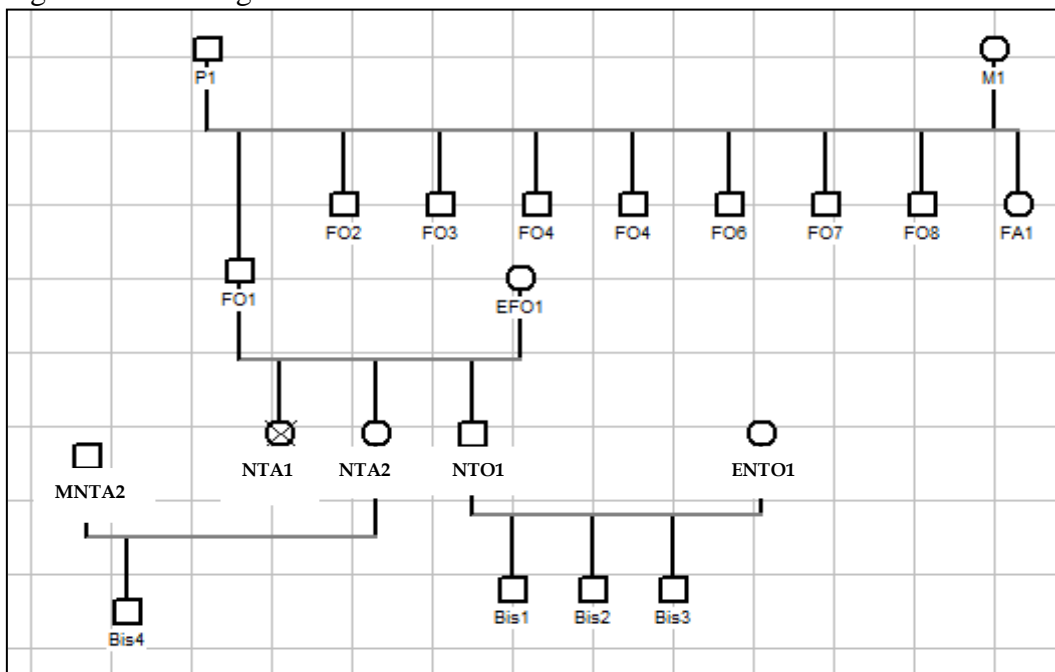 P1
M1
FO2
FO3
FO4
FO4
FO6
FO7
FO8
FA1
FO1
EFO1
NTA1
NTA2
NTO1
ENTO1
MNTA2
Bis1
Bis2
Bis3
Bis4